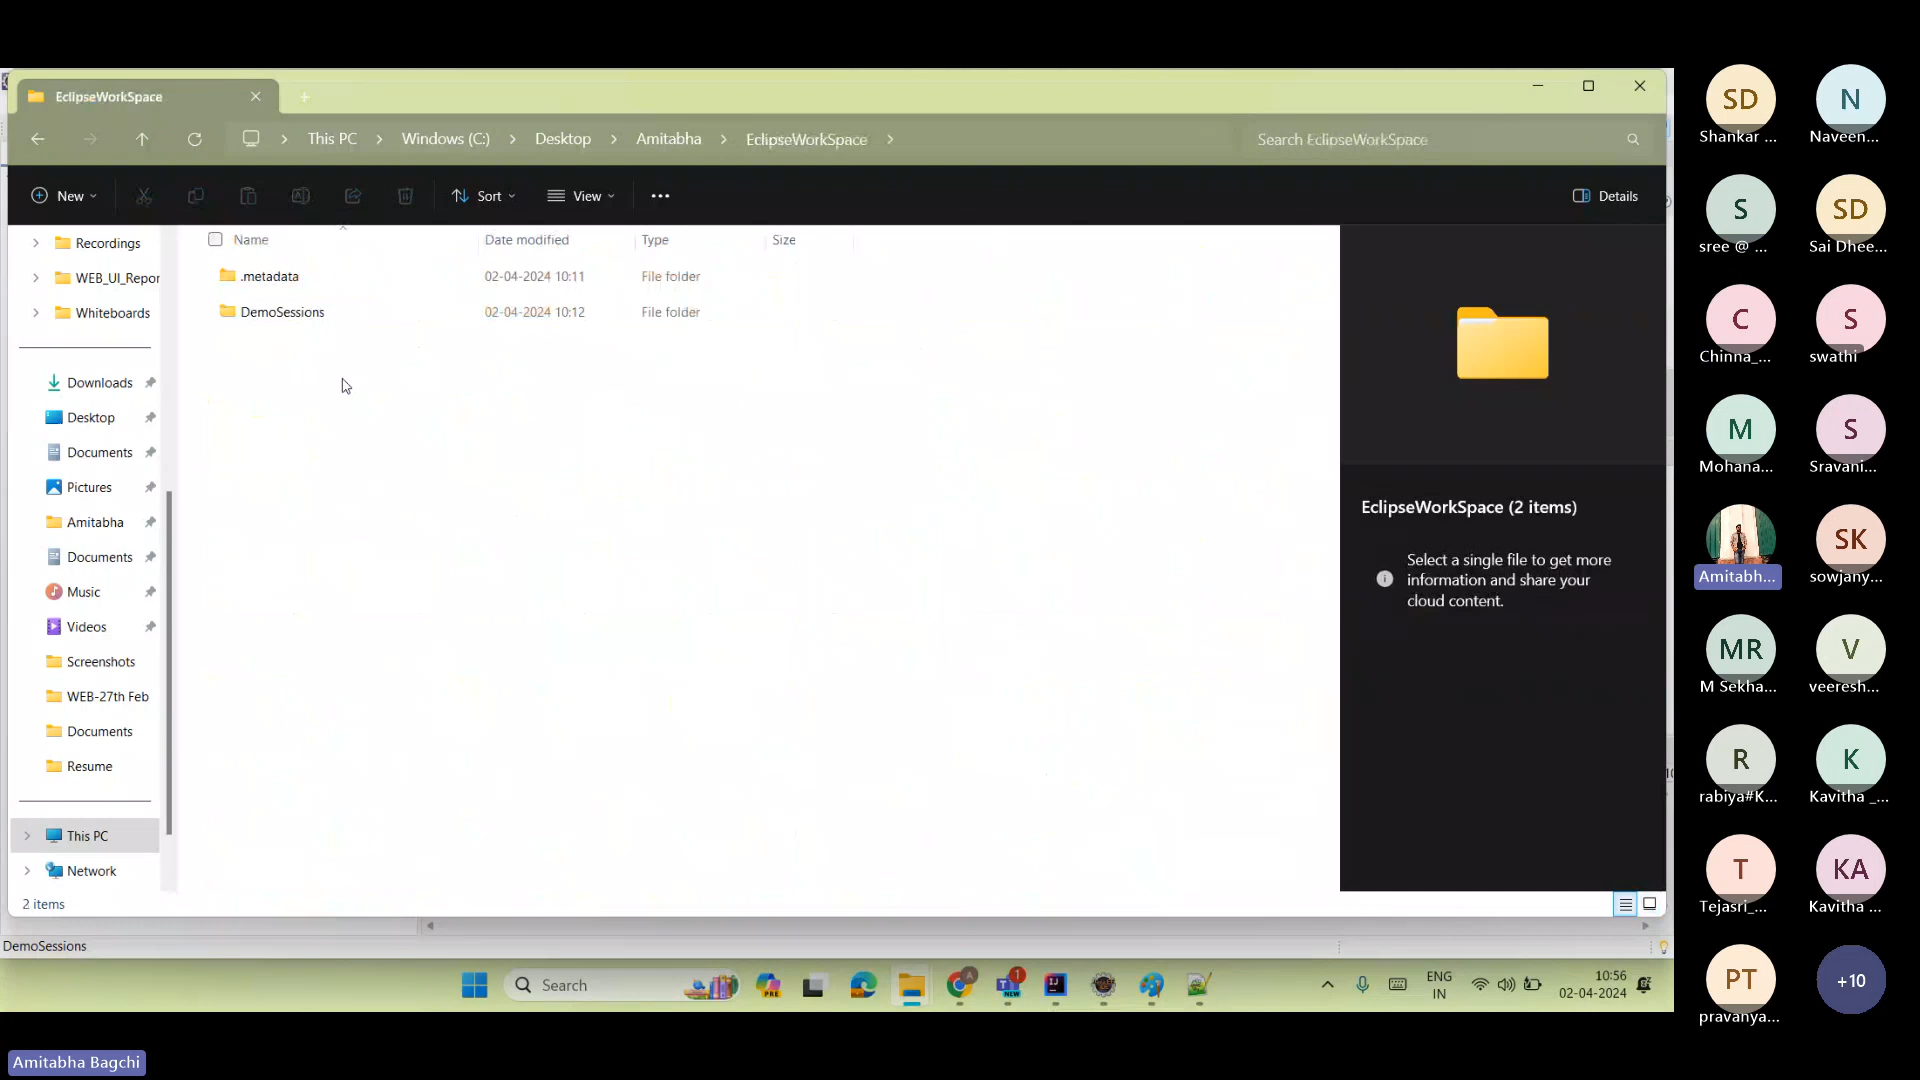 EclipseWorkSpace
This PC > Windows (C:) > Desktop > Amitabha > EclipseWorkSpace >
Search EclipseWorkSpace
New
Sort
View
Details
Recordings
WEB_UI_Repor
Whiteboards
Downloads
Desktop
Documents
Pictures
Amitabha
Documents
Music
Videos
Screenshots
WEB-27th Feb
Documents
Resume
This PC
Network
Name Date modified Type Size
.metadata 02-04-2024 10:11 File folder
DemoSessions 02-04-2024 10:12 File folder
EclipseWorkSpace (2 items)
Select a single file to get more
information and share your
cloud content.
2 items
DemoSessions
Search
PRE
A
1
NEW
IJ
ENG
IN
10:56
02-04-2024
SD
Shankar ...
N
Naveen...
S
sree @ ...
SD
Sai Dhee...
C
Chinna_...
S
swathi
M
Mohana...
S
Sravani...
Amitabh...
SK
sowjany...
MR
M Sekha...
V
veeresh...
R
rabiya#K...
K
Kavitha _...
T
Tejasri_...
KA
Kavitha ...
PT
pravanya...
+10
Amitabha Bagchi